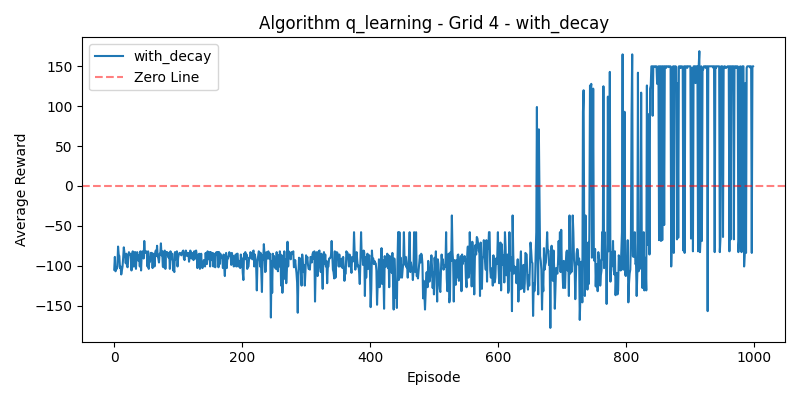 Algorithm q_learning - Grid 4 - with_decay
with_decay
Zero Line
Average Reward
150
100
50
0
−50
−100
−150
0 200 400 600 800 1000
Episode